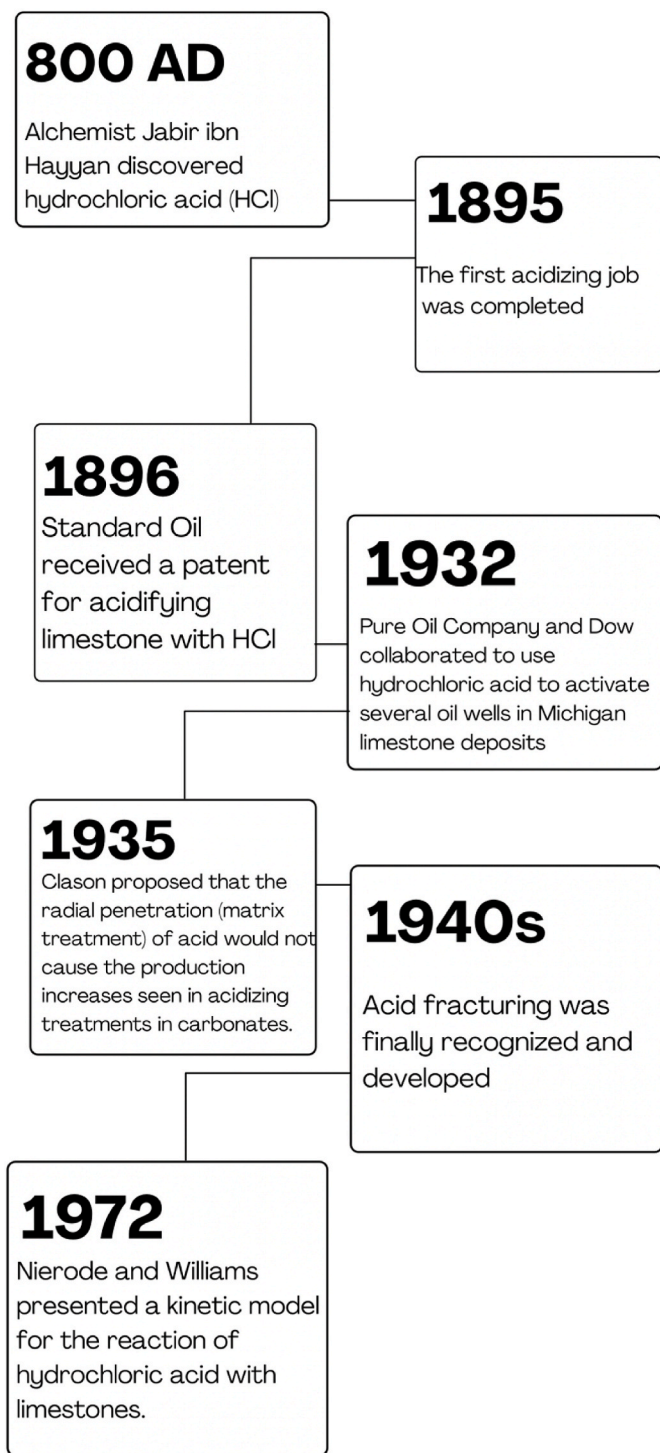 800 AD
Alchemist Jabir ibn
Hayyan discovered
hydrochloric acid (HCl)
1895
The first acidizing job
was completed
1896
Standard Oil
received a patent
for acidifying
limestone with HCl
1932
Pure Oil Company and Dow
collaborated to use
hydrochloric acid to activate
several oil wells in Michigan
limestone deposits
1935
Clason proposed that the
radial penetration (matrix
treatment) of acid would not
cause the production
increases seen in acidizing
treatments in carbonates.
1940s
Acid fracturing was
finally recognized and
developed
1972
Nierode and Williams
presented a kinetic model
for the reaction of
hydrochloric acid with
limestones.